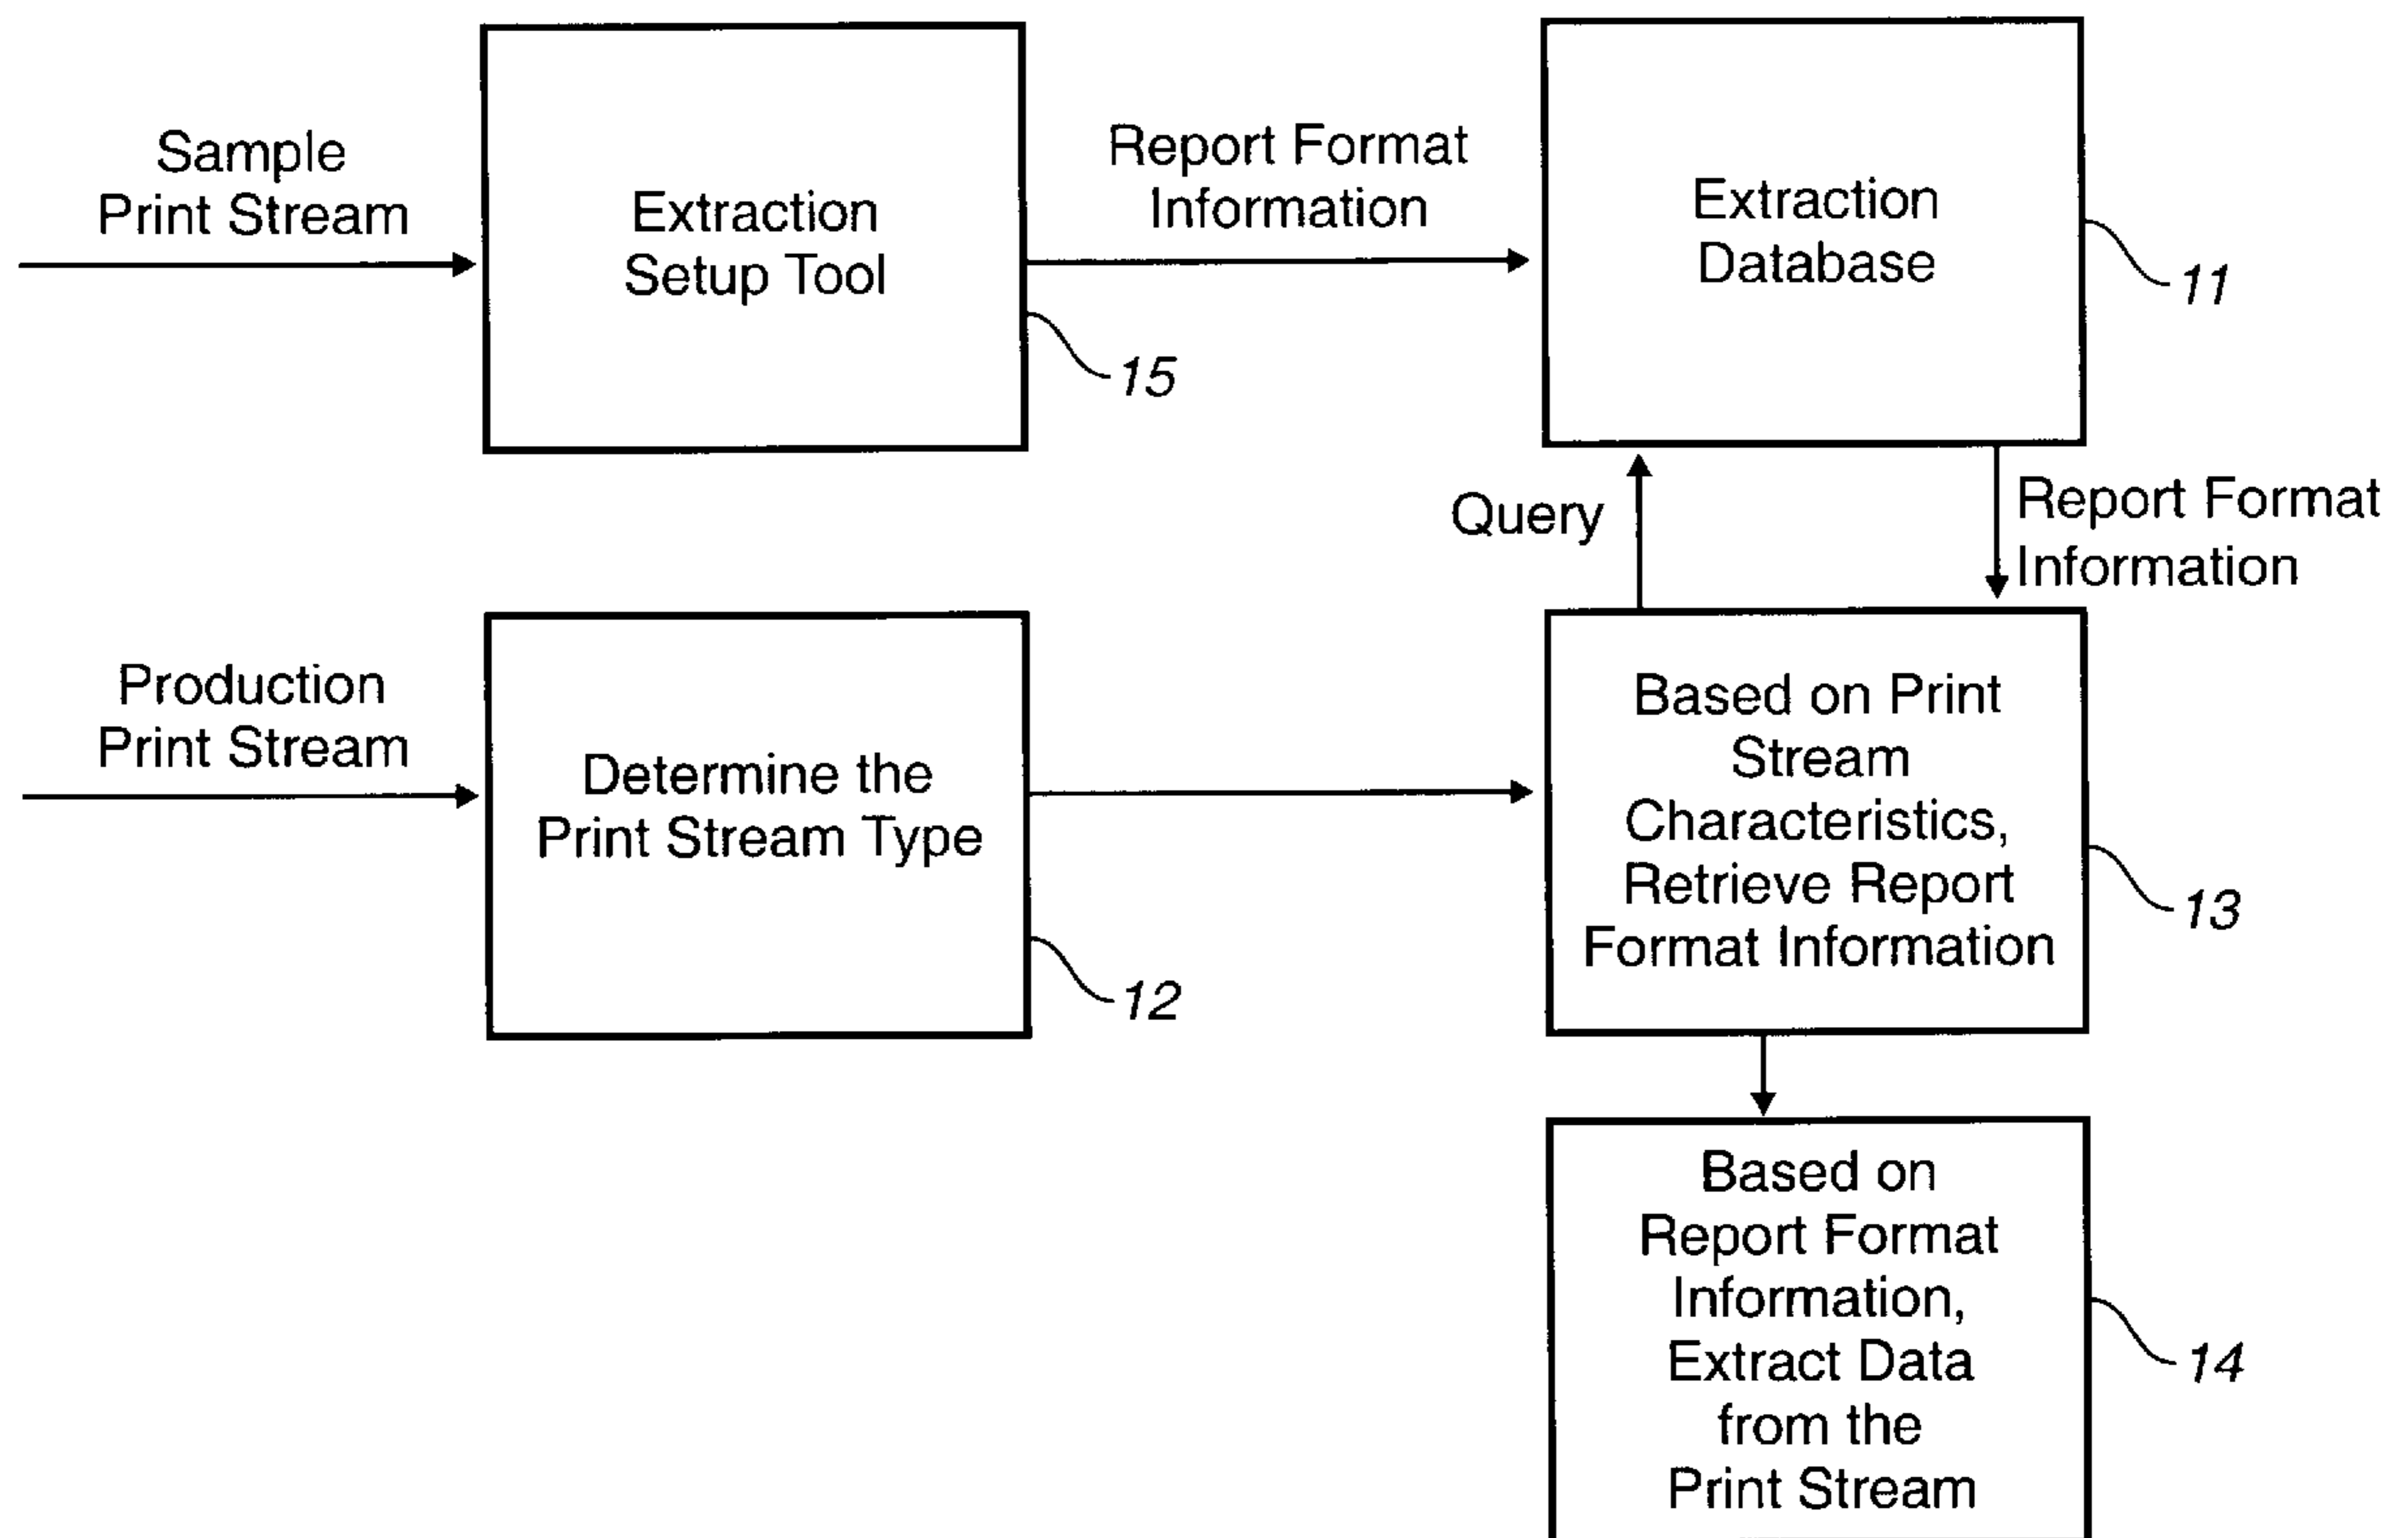 Sample
Print Stream
Extraction
Setup Tool
15
Report Format
Information
Extraction
Database
11
Query
Report Format
Information
Production
Print Stream
Determine the
Print Stream Type
12
Based on Print
Stream
Characteristics,
Retrieve Report
Format Information
13
Based on
Report Format
Information,
Extract Data
from the
Print Stream
14